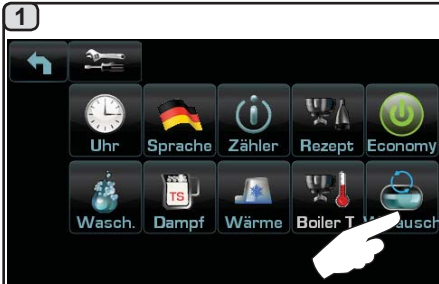 1
Uhr Sprache Zähler Rezept Economy
TS
Wasch. Dampf Wärme Boiler T